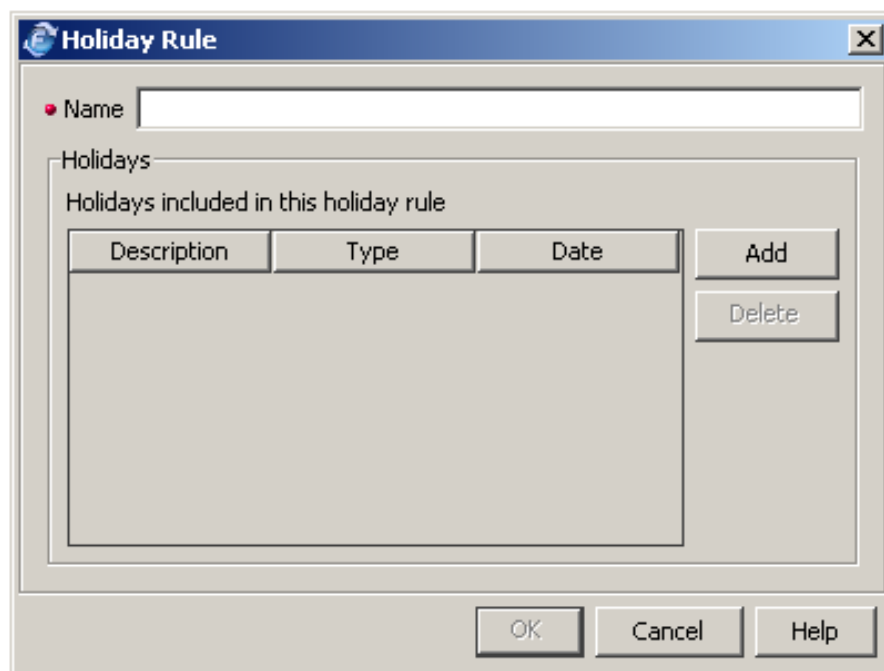 Holiday Rule
Name
Holidays
Holidays included in this holiday rule
Description Type Date
Add
Delete
OK Cancel Help